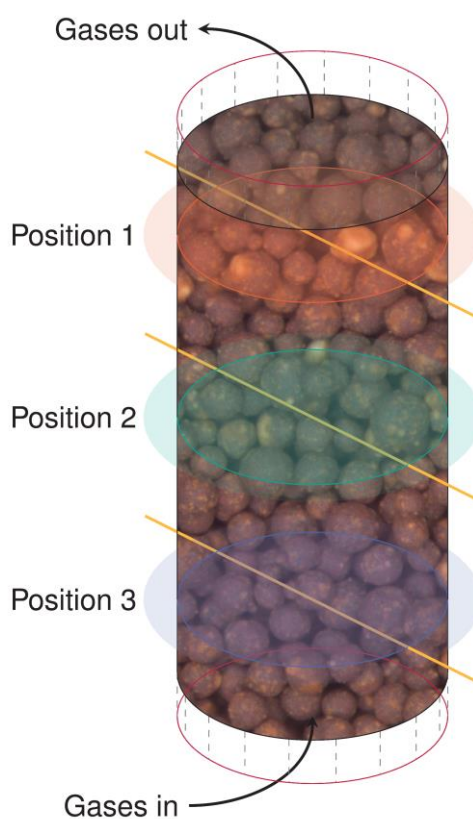 Gases out
Position 1
Position 2
Position 3
Gases in